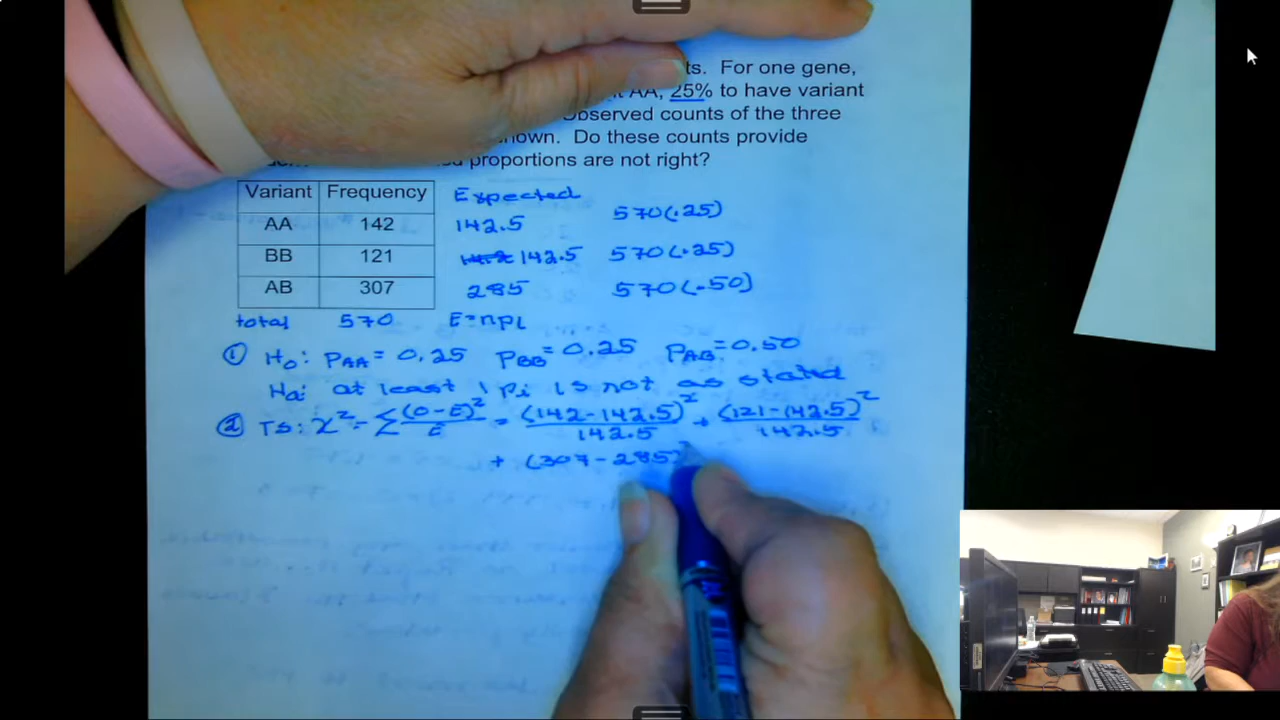 ts. For one gene,
t AA, 25% to have variant
Observed counts of the three
nown. Do these counts provide
proportions are not right?
Variant Frequency Expected
AA 142 142.5 570(.25)
BB 121 142.5 570(.25)
AB 307 285 570(.50)
total 570 E=npi
① H₀: pAA = 0.25 pBB = 0.25 pAB = 0.50
Ha: at least 1 pi is not as stated
② TS: χ² = Σ (O-E)²/E = (142-142.5)²/142.5 + (121-142.5)²/142.5
+ (307-285)